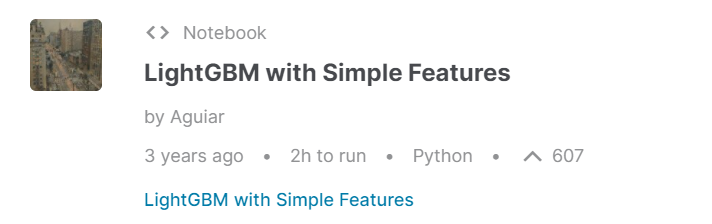 Notebook
LightGBM with Simple Features
by Aguiar
3 years ago • 2h to run • Python • 607
LightGBM with Simple Features